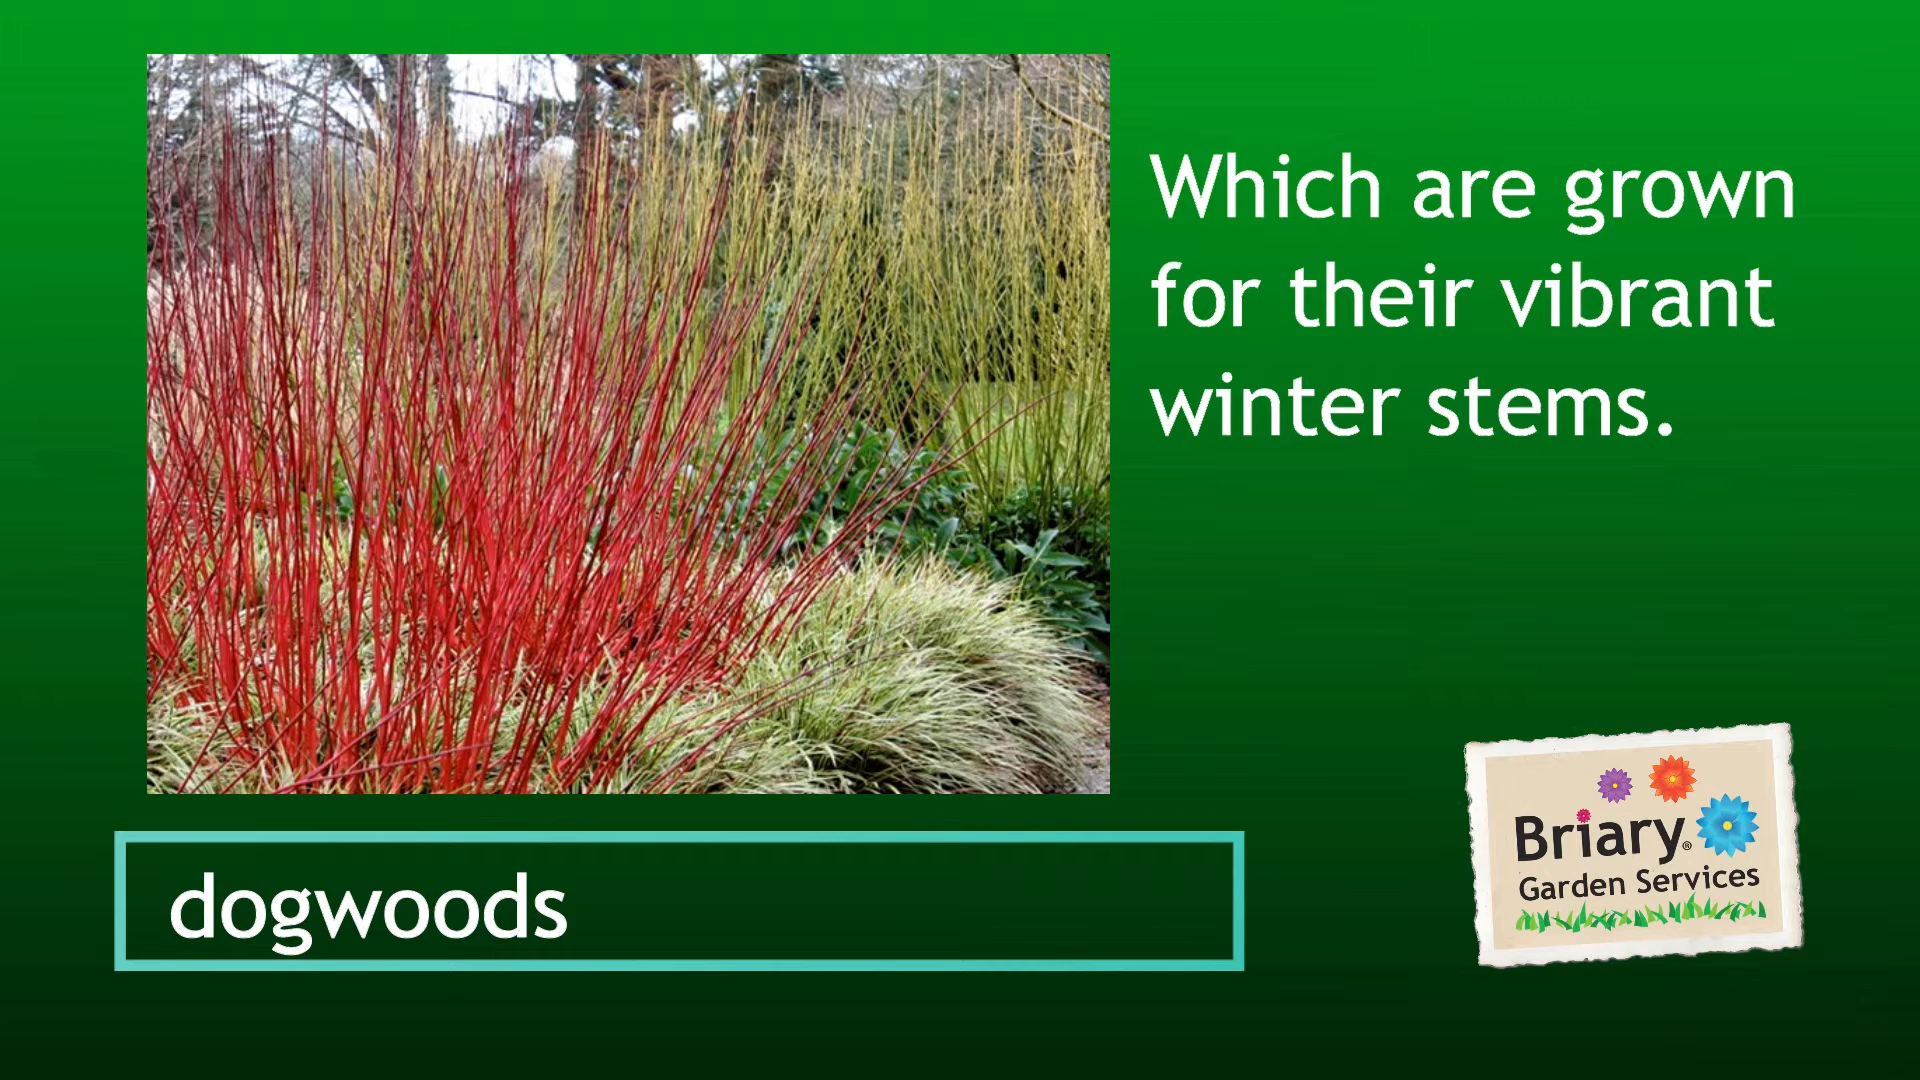 Which are grown
for their vibrant
winter stems.
dogwoods
Briary®
Garden Services